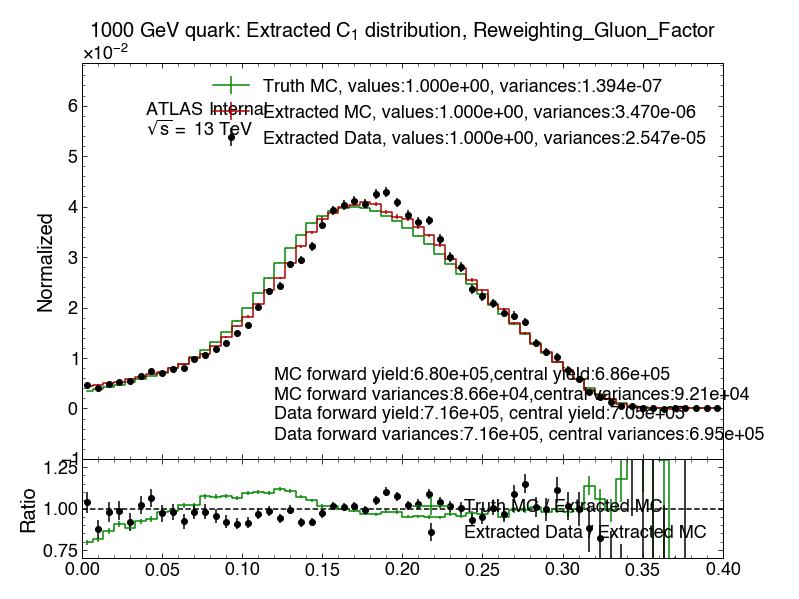 1000 GeV quark: Extracted C₁ distribution, Reweighting_Gluon_Factor
×10⁻²
Truth MC, values:1.000e+00, variances:1.394e-07
ATLAS Internal
Extracted MC, values:1.000e+00, variances:3.470e-06
√s = 13 TeV
Extracted Data, values:1.000e+00, variances:2.547e-05
6
5
4
3
2
1
0
-1
Normalized
MC forward yield:6.80e+05,central yield:6.86e+05
MC forward variances:8.66e+04,central variances:9.21e+04
Data forward yield:7.16e+05, central yield:7.05e+05
Data forward variances:7.16e+05, central variances:6.95e+05
1.25
1.00
0.75
Ratio
Truth MC / Extracted MC
Extracted Data / Extracted MC
0.00 0.05 0.10 0.15 0.20 0.25 0.30 0.35 0.40